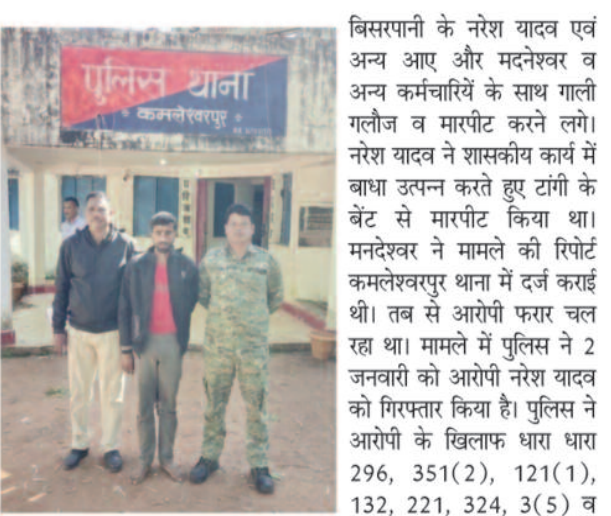 पुलिस थाना
कमलेश्वरपुर
बिसरपानी के नरेश यादव एवं
अन्य आए और मदनेश्वर व
अन्य कर्मचारियें के साथ गाली
गलौज व मारपीट करने लगे।
नरेश यादव ने शासकीय कार्य में
बाधा उत्पन्न करते हुए टांगी के
बेंट से मारपीट किया था।
मनदेश्वर ने मामले की रिपोर्ट
कमलेश्वरपुर थाना में दर्ज कराई
थी। तब से आरोपी फरार चल
रहा था। मामले में पुलिस ने 2
जनवारी को आरोपी नरेश यादव
को गिरफ्तार किया है। पुलिस ने
आरोपी के खिलाफ धारा धारा
296, 351(2), 121(1),
132, 221, 324, 3(5) व